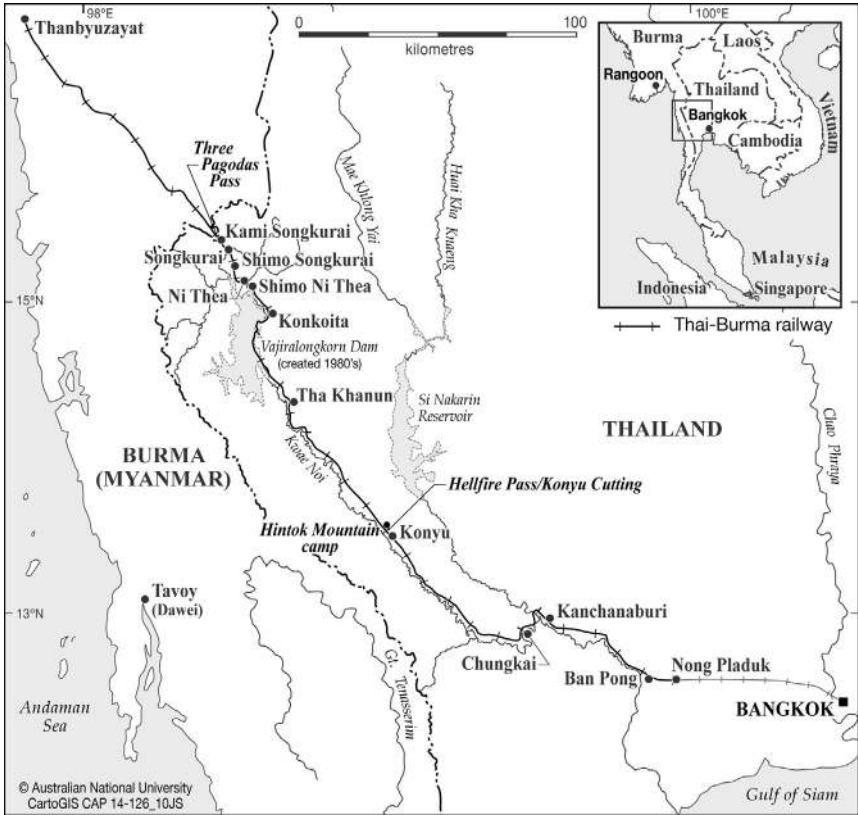 98°E
Thanbyuzayat
0
100
kilometres
100°E
Burma
Laos
Rangoon
Thailand
Bangkok
Vietnam
Cambodia
Malaysia
Indonesia
Singapore
Thai-Burma railway
Three
Pagodas
Pass
Mae Khlong Yai
Huai Kha Knaeng
Kami Songkurai
Songkurai
Shimo Songkurai
Ni Thea
Shimo Ni Thea
15°N
Konkoita
Vajiralongkorn Dam
(created 1980's)
Tha Khanun
Si Nakarin
Reservoir
Chao Phraya
THAILAND
BURMA
(MYANMAR)
Kwae Noi
Hellfire Pass/Konyu Cutting
Hintok Mountain
camp
Konyu
Tavoy
(Dawei)
13°N
Kanchanaburi
Chungkai
Ban Pong
Nong Pladuk
BANGKOK
Gt. Tenasserim
Andaman
Sea
Gulf of Siam
© Australian National University
CartoGIS CAP 14-126_10JS